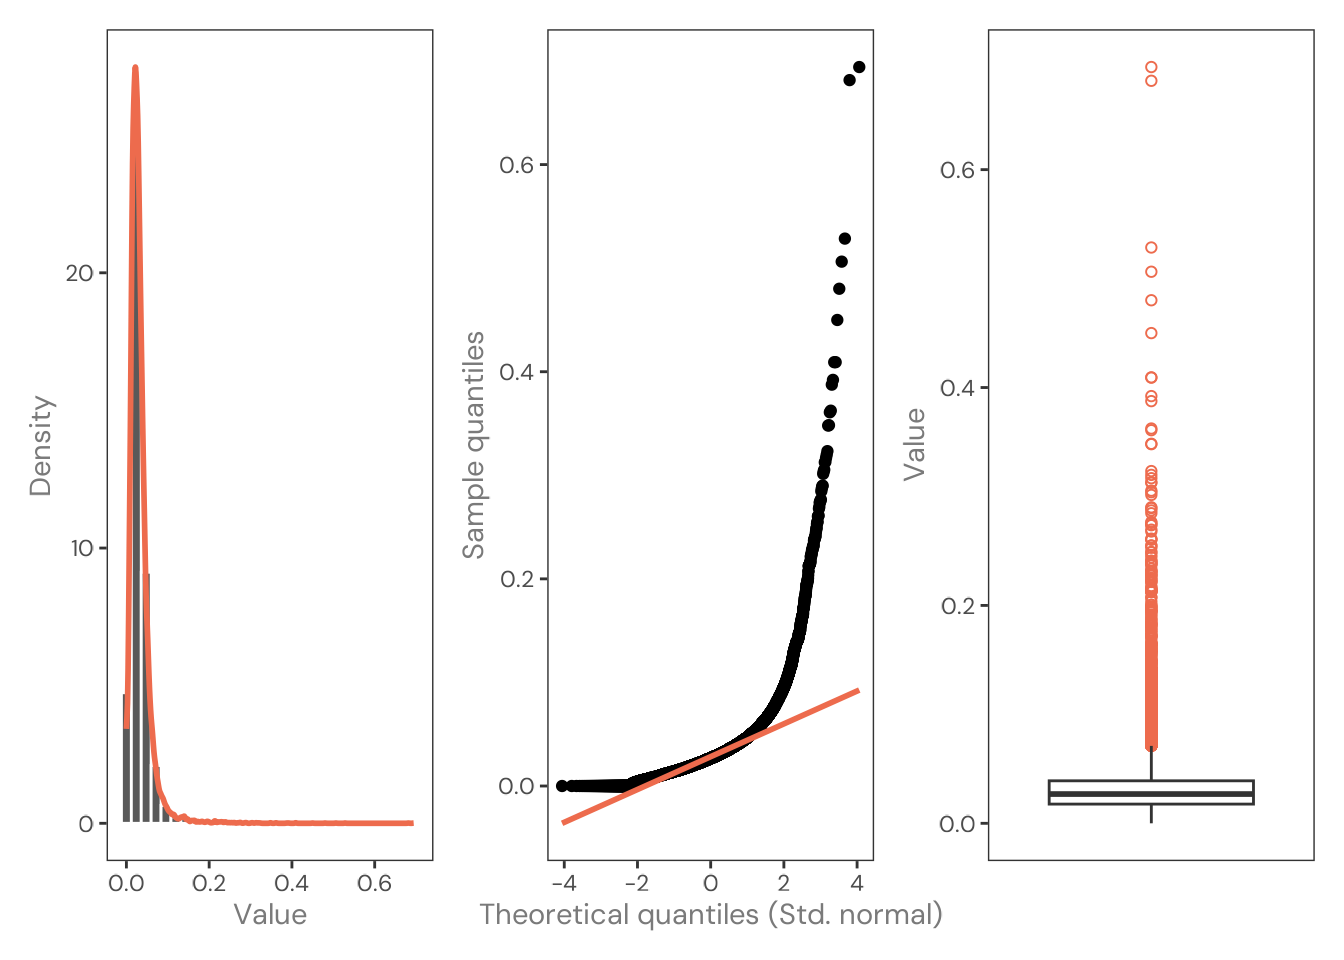 Density
20
10
0
0.0 0.2 0.4 0.6
Value
Sample quantiles
0.6
0.4
0.2
0.0
−4 −2 0 2 4
Theoretical quantiles (Std. normal)
Value
0.6
0.4
0.2
0.0